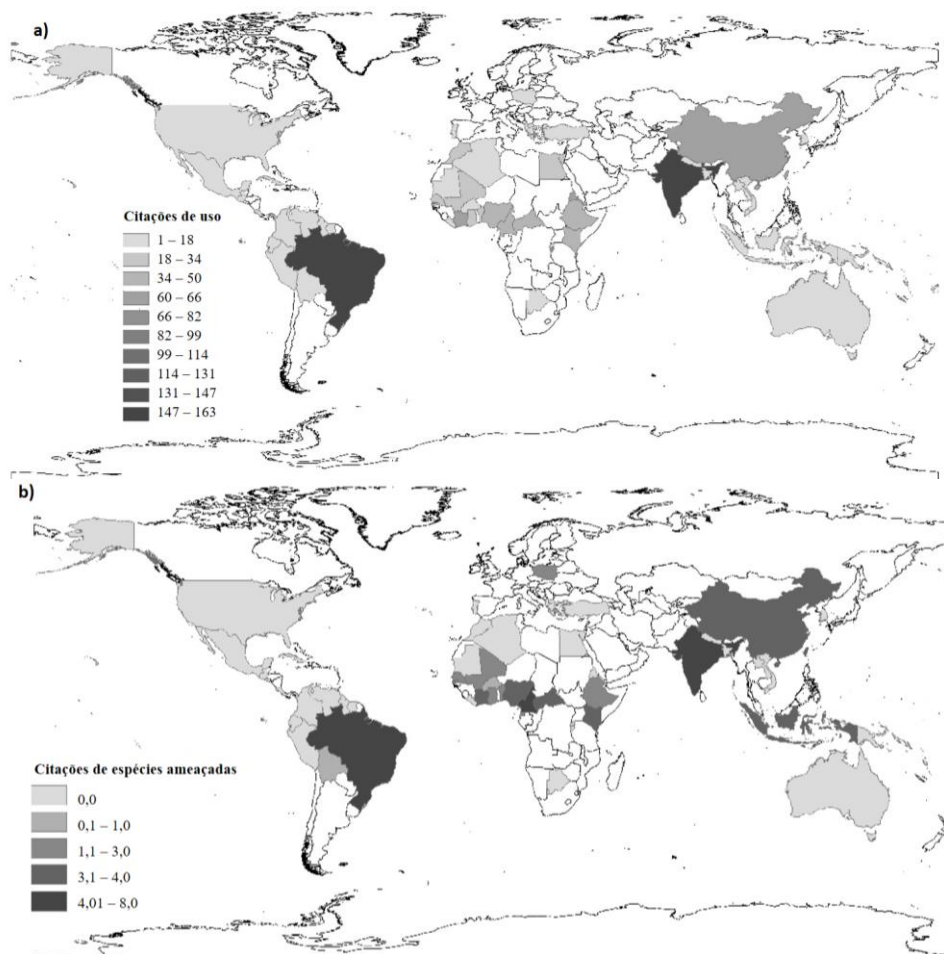 a)
Citações de uso
1 – 18
18 – 34
34 – 50
60 – 66
66 – 82
82 – 99
99 – 114
114 – 131
131 – 147
147 – 163
b)
Citações de espécies ameaçadas
0,0
0,1 – 1,0
1,1 – 3,0
3,1 – 4,0
4,01 – 8,0